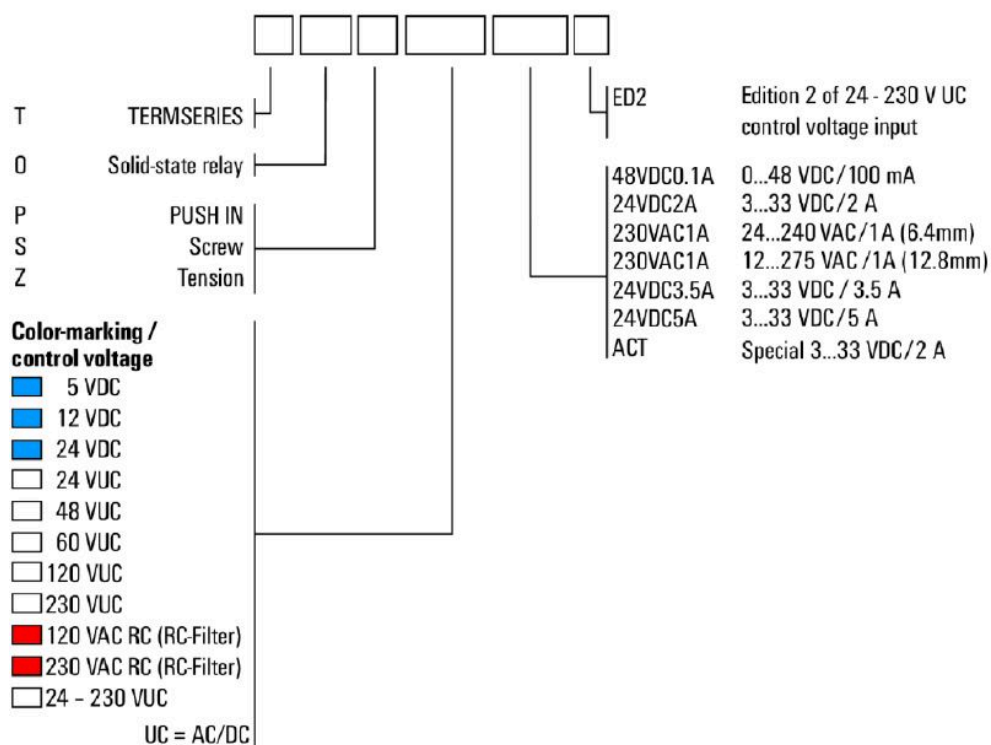 T TERMSERIES
O Solid-state relay
P PUSH IN
S Screw
Z Tension
Color-marking /
control voltage
5 VDC
12 VDC
24 VDC
24 VUC
48 VUC
60 VUC
120 VUC
230 VUC
120 VAC RC (RC-Filter)
230 VAC RC (RC-Filter)
24 – 230 VUC
UC = AC/DC
ED2 Edition 2 of 24 - 230 V UC
control voltage input
48VDC0.1A 0...48 VDC/100 mA
24VDC2A 3...33 VDC/2 A
230VAC1A 24...240 VAC/1A (6.4mm)
230VAC1A 12...275 VAC/1A (12.8mm)
24VDC3.5A 3...33 VDC / 3.5 A
24VDC5A 3...33 VDC/5 A
ACT Special 3...33 VDC/2 A